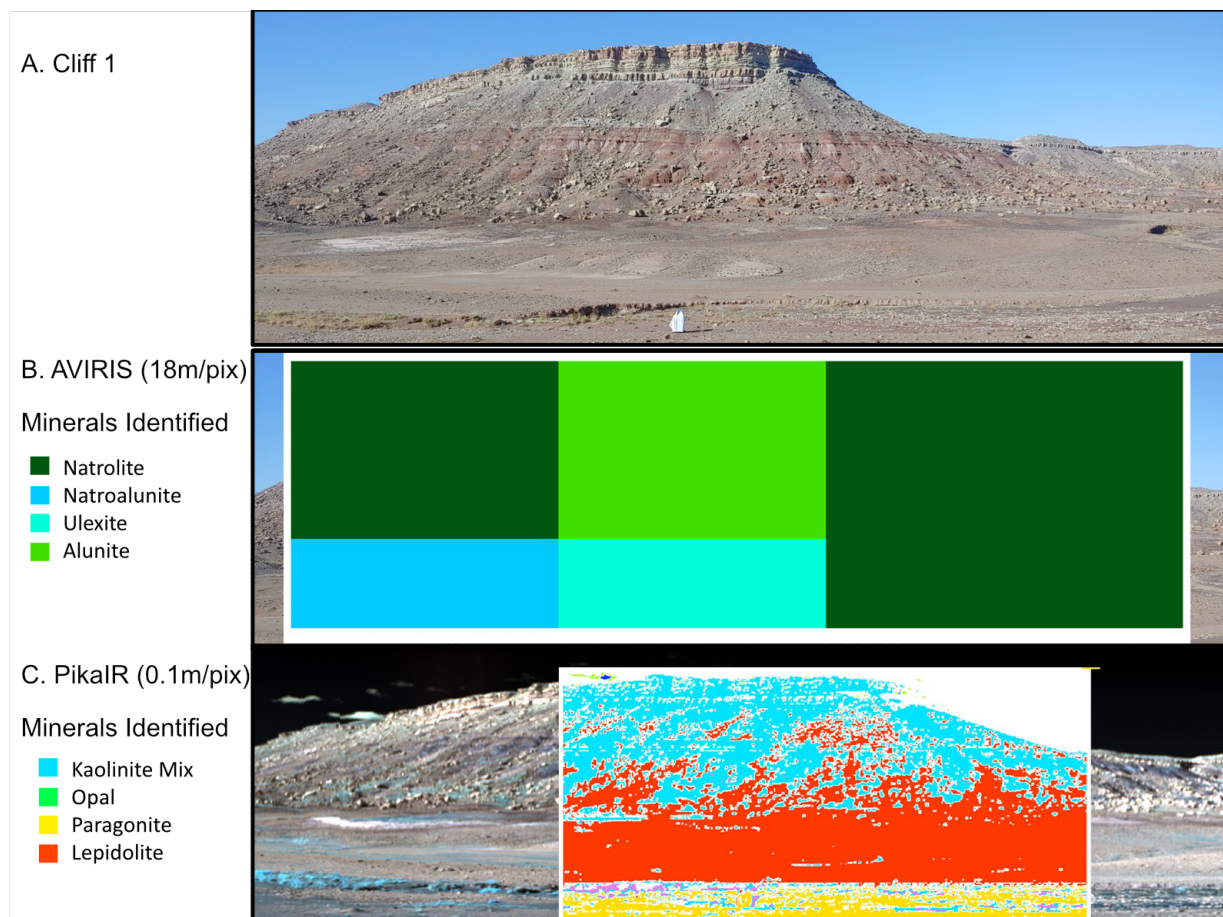 A. Cliff 1
B. AVIRIS (18m/pix)
Minerals Identified
Natrolite
Natroalunite
Ulexite
Alunite
C. PikaIR (0.1m/pix)
Minerals Identified
Kaolinite Mix
Opal
Paragonite
Lepidolite